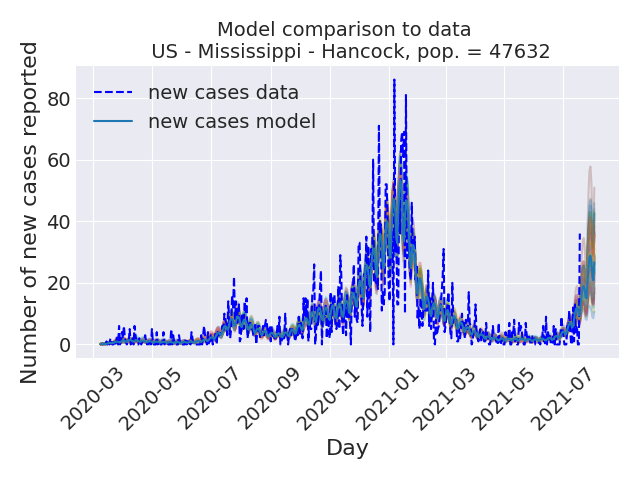 Model comparison to data
US - Mississippi - Hancock, pop. = 47632
Number of new cases reported
80
60
40
20
0
new cases data
new cases model
2020-03
2020-05
2020-07
2020-09
2020-11
2021-01
2021-03
2021-05
2021-07
Day